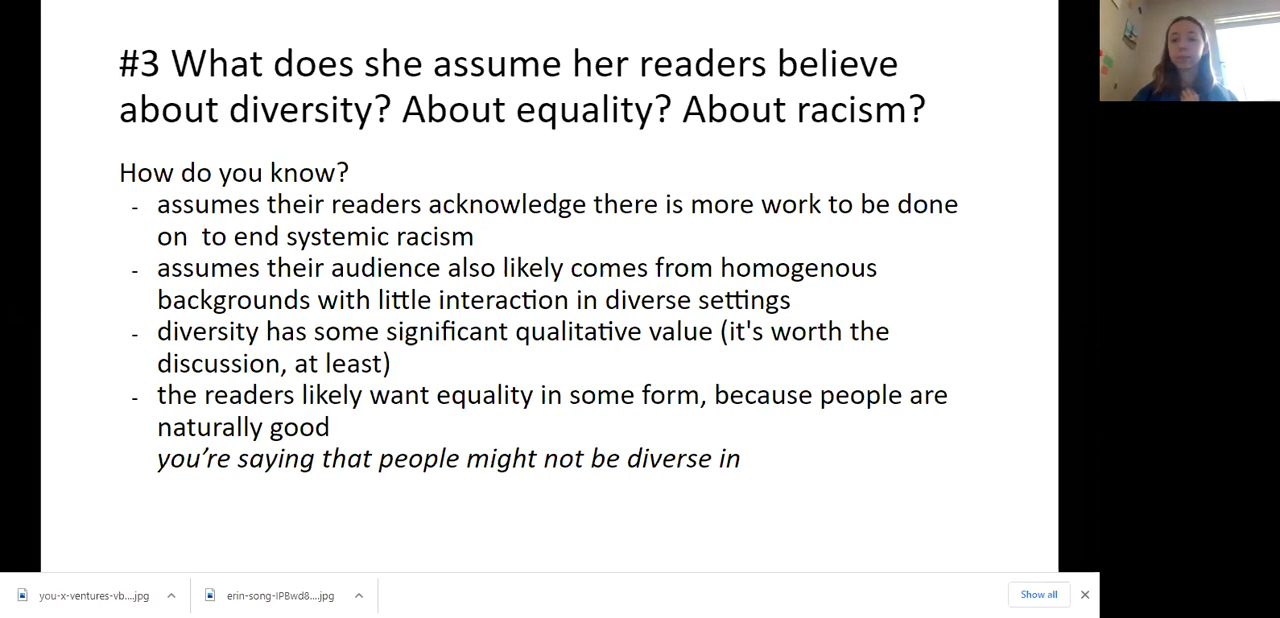 #3 What does she assume her readers believe
about diversity? About equality? About racism?
How do you know?
- assumes their readers acknowledge there is more work to be done
on  to end systemic racism
- assumes their audience also likely comes from homogenous
backgrounds with little interaction in diverse settings
- diversity has some significant qualitative value (it's worth the
discussion, at least)
- the readers likely want equality in some form, because people are
naturally good
you’re saying that people might not be diverse in
you-x-ventures-vb....jpg
erin-song-IPBwd8....jpg
Show all